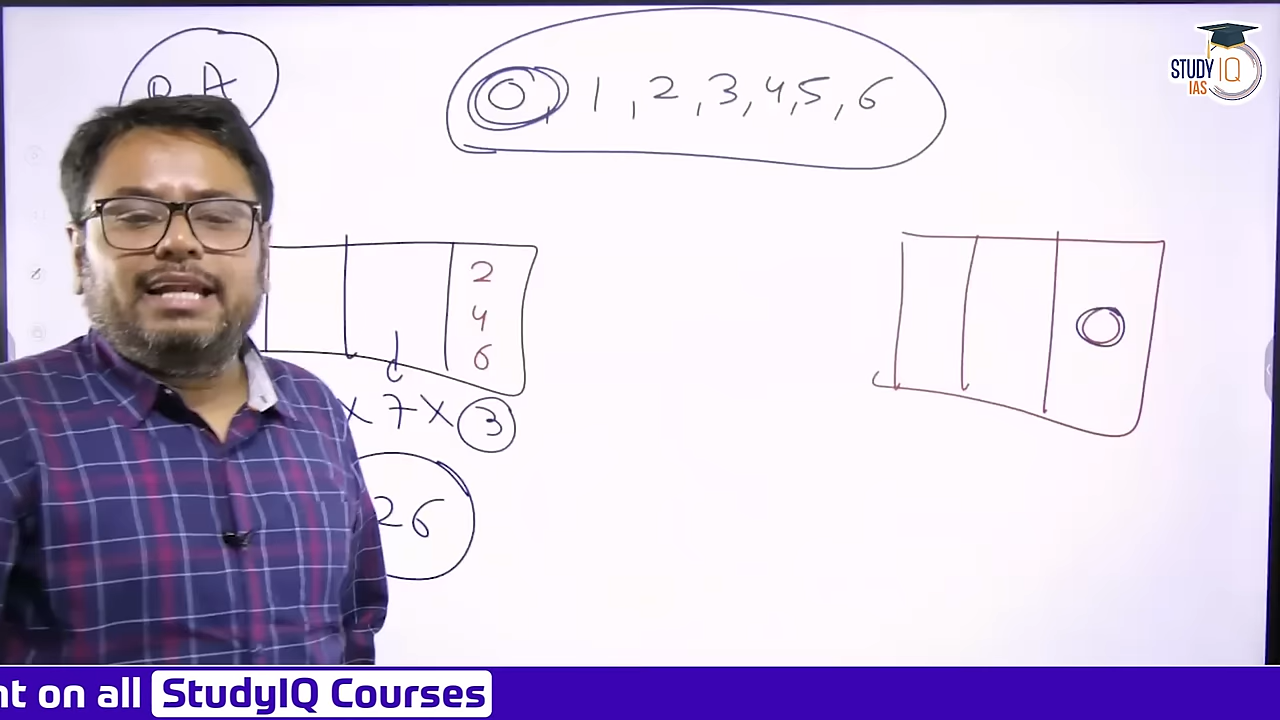 R.A
STUDY IQ
IAS
0, 1, 2, 3, 4, 5, 6
2
4
6
0
x 7 x 3
26
nt on all StudyIQ Courses